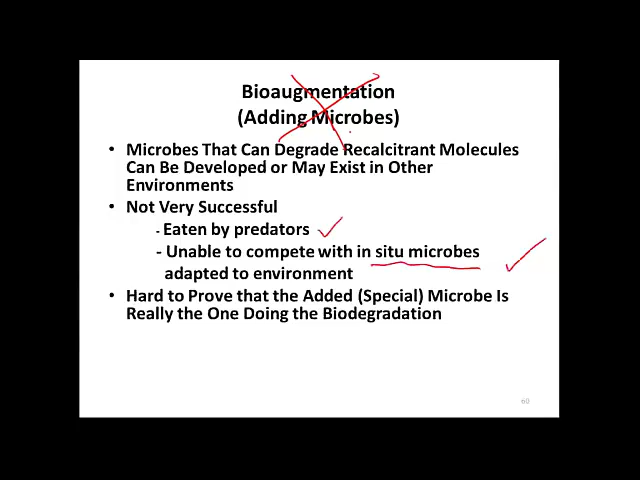 Bioaugmentation
(Adding Microbes)
• Microbes That Can Degrade Recalcitrant Molecules
Can Be Developed or May Exist in Other
Environments
• Not Very Successful
- Eaten by predators
- Unable to compete with in situ microbes
adapted to environment
• Hard to Prove that the Added (Special) Microbe Is
Really the One Doing the Biodegradation
60